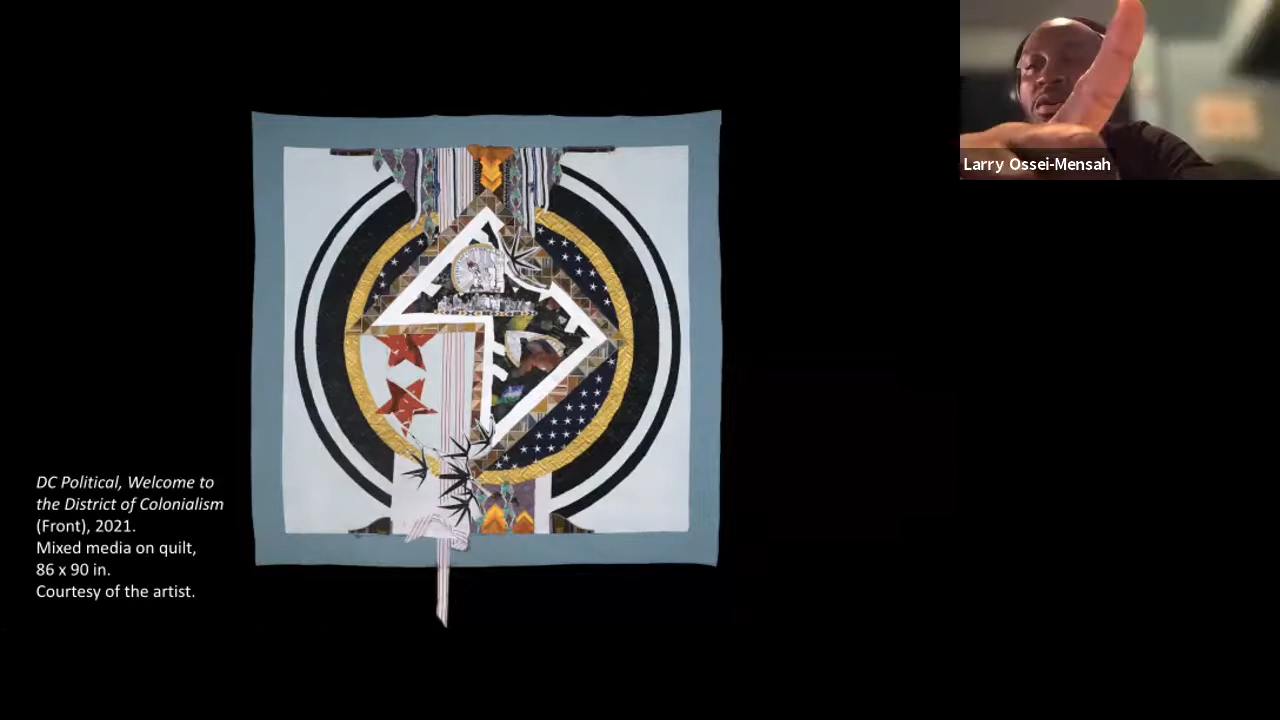 Larry Ossei-Mensah
DC Political, Welcome to
the District of Colonialism
(Front), 2021.
Mixed media on quilt,
86 x 90 in.
Courtesy of the artist.